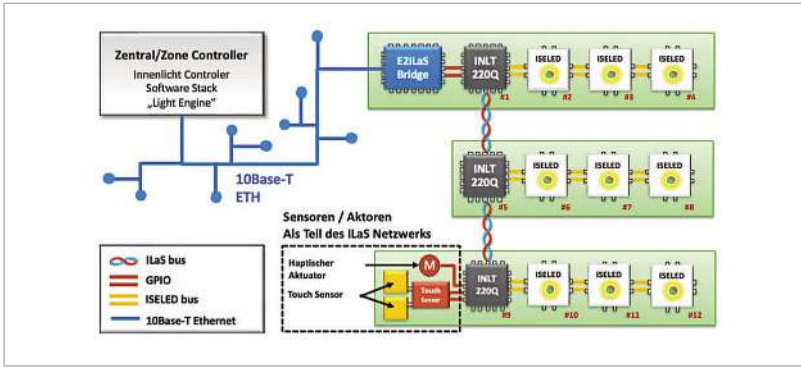 Zentral/Zone Controller
Innenlicht Controler
Software Stack
„Light Engine"
10Base-T
ETH
E2ILaS
Bridge
INLT
220Q
#1
ISELED
#2
ISELED
#3
ISELED
#4
INLT
220Q
#5
ISELED
#6
ISELED
#7
ISELED
#8
Sensoren / Aktoren
Als Teil des ILaS Netzwerks
Haptischer
Aktuator
M
Touch Sensor
Touch
Sensor
INLT
220Q
#9
ISELED
#10
ISELED
#11
ISELED
#12
ILaS bus
GPIO
ISELED bus
10Base-T Ethernet